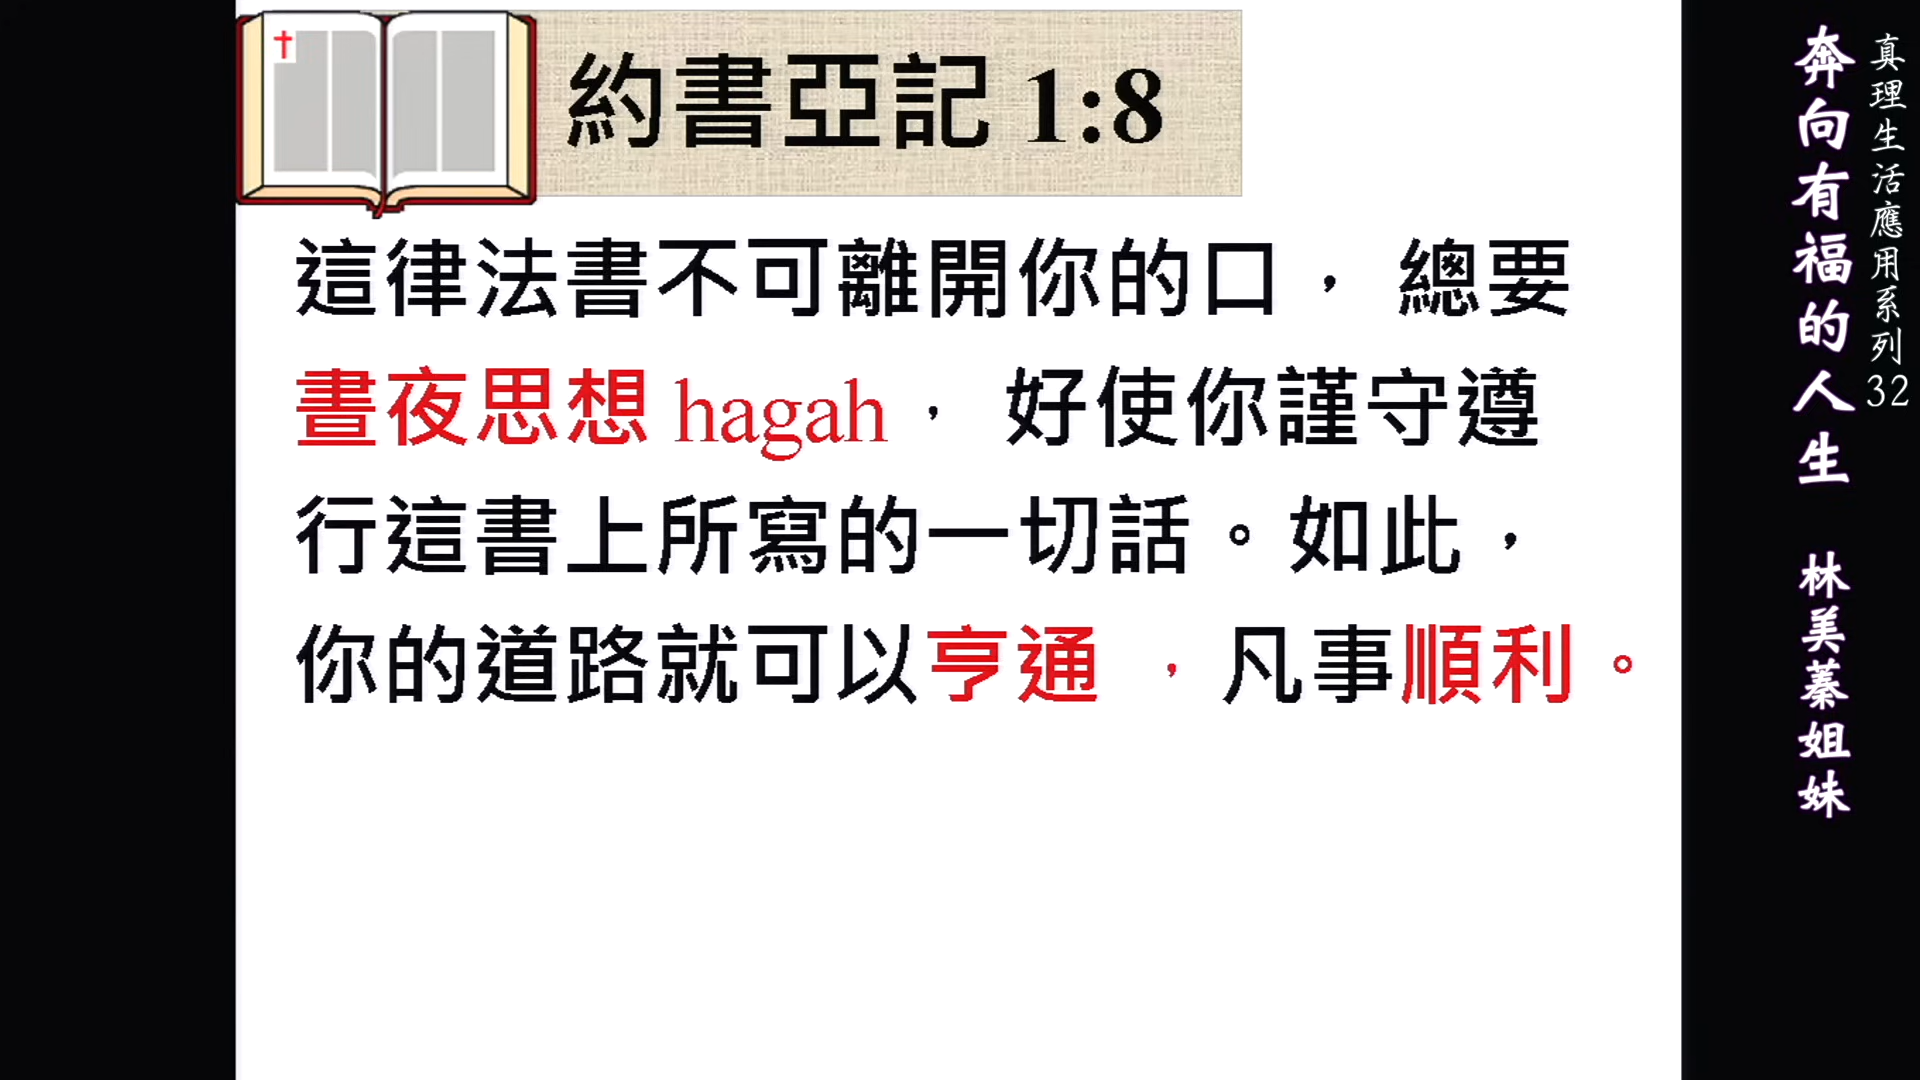 約書亞記 1:8
這律法書不可離開你的口， 總要
晝夜思想 hagah， 好使你謹守遵
行這書上所寫的一切話。如此，
你的道路就可以亨通 ，凡事順利。
真理生活應用系列32
奔向有福的人生 林美蓁姐妹